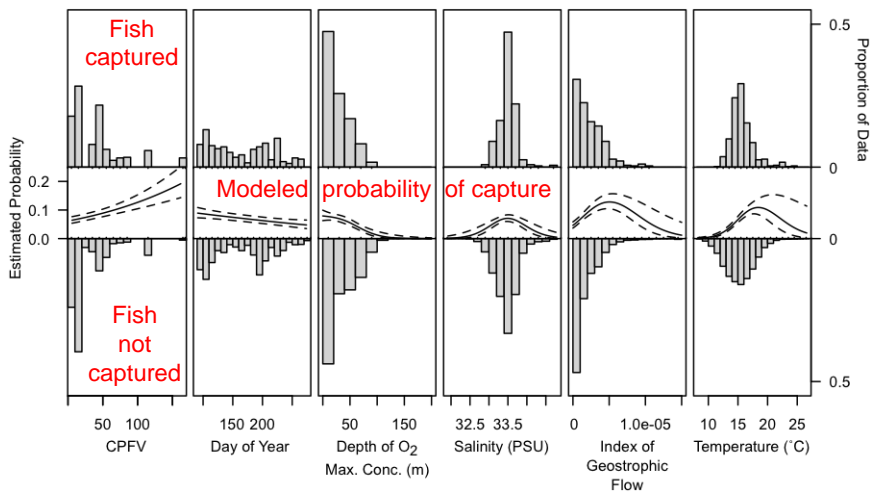 Fish
captured
0.5
0
Proportion of Data
Estimated Probability
0.2
0.1
0.0
Modeled probability of capture
0
Fish
not
captured
0.5
50 100
150 200
50 150
32.5 33.5
0 1.0e-05
10 15 20 25
CPFV
Day of Year
Depth of O2
Max. Conc. (m)
Salinity (PSU)
Index of
Geostrophic
Flow
Temperature (°C)